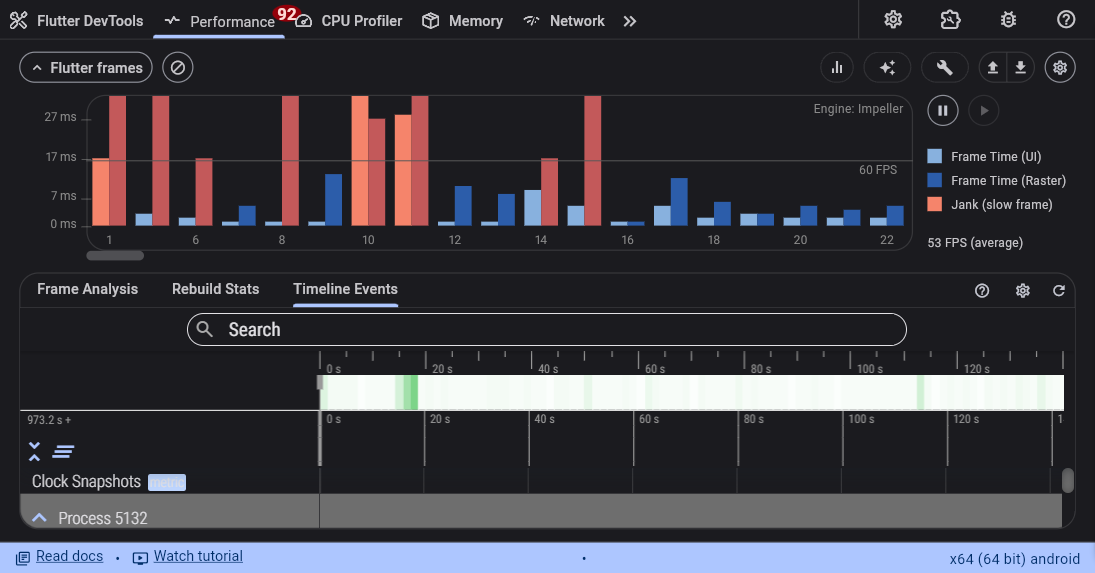 Flutter DevTools Performance 92 CPU Profiler Memory Network
Flutter frames
Engine: Impeller
27 ms
17 ms
7 ms
0 ms
60 FPS
1 6 8 10 12 14 16 18 20 22
Frame Time (UI)
Frame Time (Raster)
Jank (slow frame)
53 FPS (average)
Frame Analysis Rebuild Stats Timeline Events
Search
0 s 20 s 40 s 60 s 80 s 100 s 120 s
973.2 s + 0 s 20 s 40 s 60 s 80 s 100 s 120 s 1
Clock Snapshots metric
Process 5132
Read docs • Watch tutorial • x64 (64 bit) android